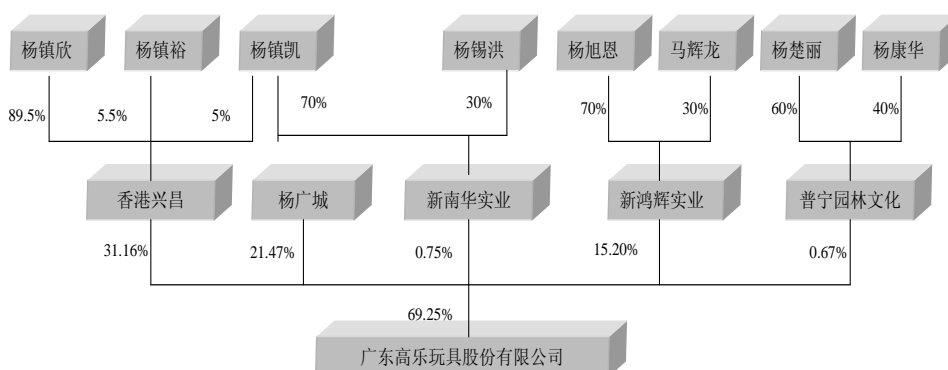 杨镇欣 杨镇裕 杨镇凯 杨锡洪 杨旭恩 马辉龙 杨楚丽 杨康华
89.5% 5.5% 5% 70% 30% 70% 30% 60% 40%
香港兴昌 杨广城 新南华实业 新鸿辉实业 普宁园林文化
31.16% 21.47% 0.75% 15.20% 0.67%
69.25%
广东高乐玩具股份有限公司